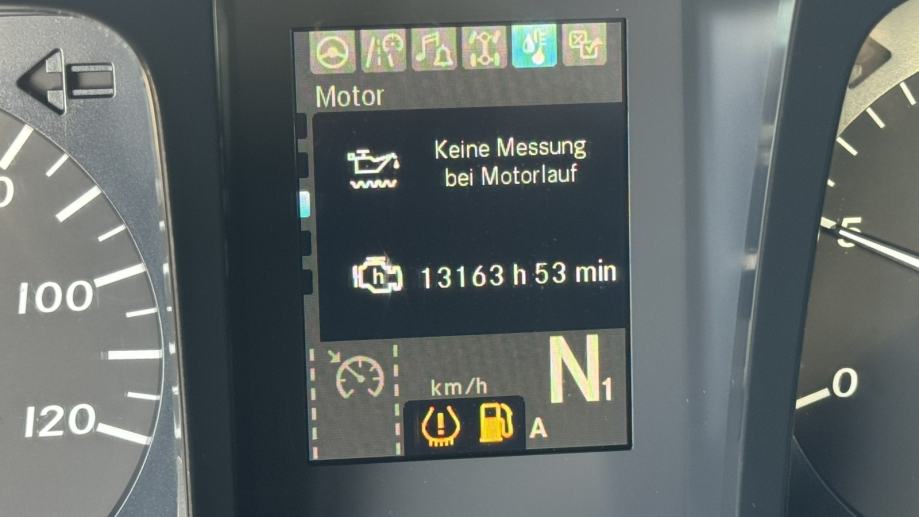 Motor
Keine Messung
bei Motorlauf
h
13163 h 53 min
100
120
km/h
N1
A
5
0